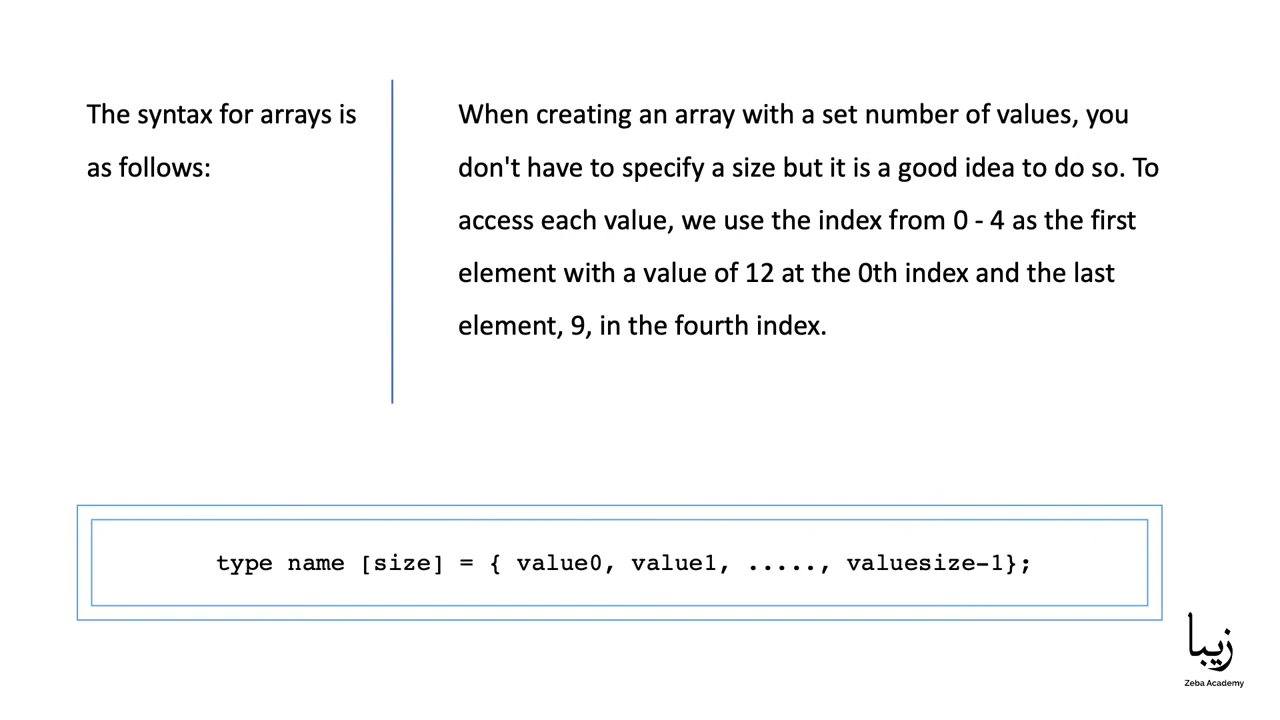 The syntax for arrays is
as follows:
When creating an array with a set number of values, you
don't have to specify a size but it is a good idea to do so. To
access each value, we use the index from 0 - 4 as the first
element with a value of 12 at the 0th index and the last
element, 9, in the fourth index.
type name [size] = { value0, value1, ....., valuesize-1};
زيبا
Zeba Academy